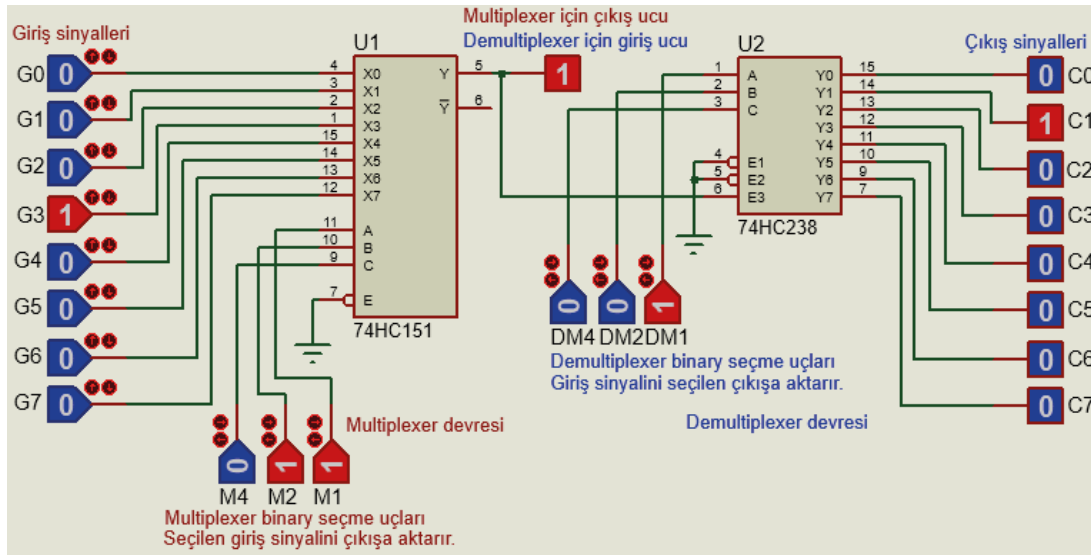 Giriş sinyalleri
G0 0
G1 0
G2 0
G3 1
G4 0
G5 0
G6 0
G7 0
U1
4 X0
3 X1
2 X2
1 X3
15 X4
14 X5
13 X6
12 X7
11 A
10 B
9 C
7 E
Y 5
Y 6
74HC151
Multiplexer için çıkış ucu
Demultiplexer için giriş ucu
1
U2
1 A
2 B
3 C
4 E1
5 E2
6 E3
Y0 15
Y1 14
Y2 13
Y3 12
Y4 11
Y5 10
Y6 9
Y7 7
74HC238
Çıkış sinyalleri
0 C0
1 C1
0 C2
0 C3
0 C4
0 C5
0 C6
0 C7
0 0 1
DM4 DM2 DM1
Demultiplexer binary seçme uçları
Giriş sinyalini seçilen çıkışa aktarır.
Demultiplexer devresi
Multiplexer devresi
0 1 1
M4 M2 M1
Multiplexer binary seçme uçları
Seçilen giriş sinyalini çıkışa aktarır.